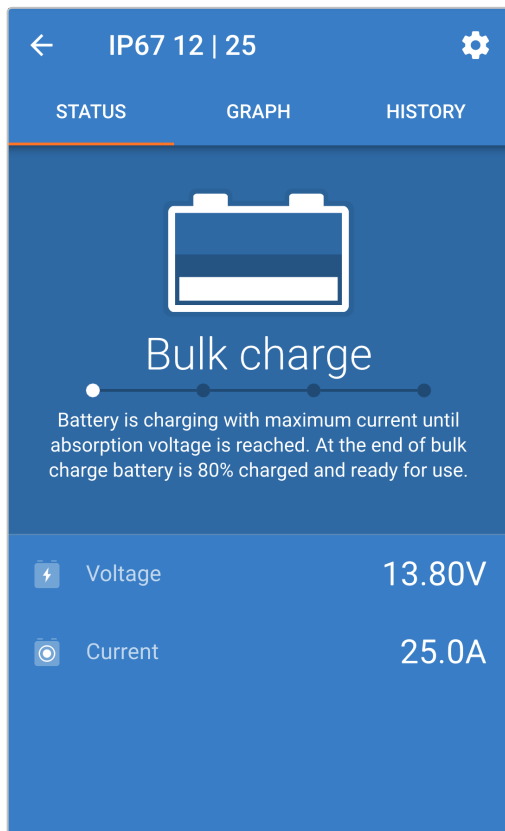 IP67 12 | 25
STATUS GRAPH HISTORY
Bulk charge
Battery is charging with maximum current until
absorption voltage is reached. At the end of bulk
charge battery is 80% charged and ready for use.
Voltage 13.80V
Current 25.0A